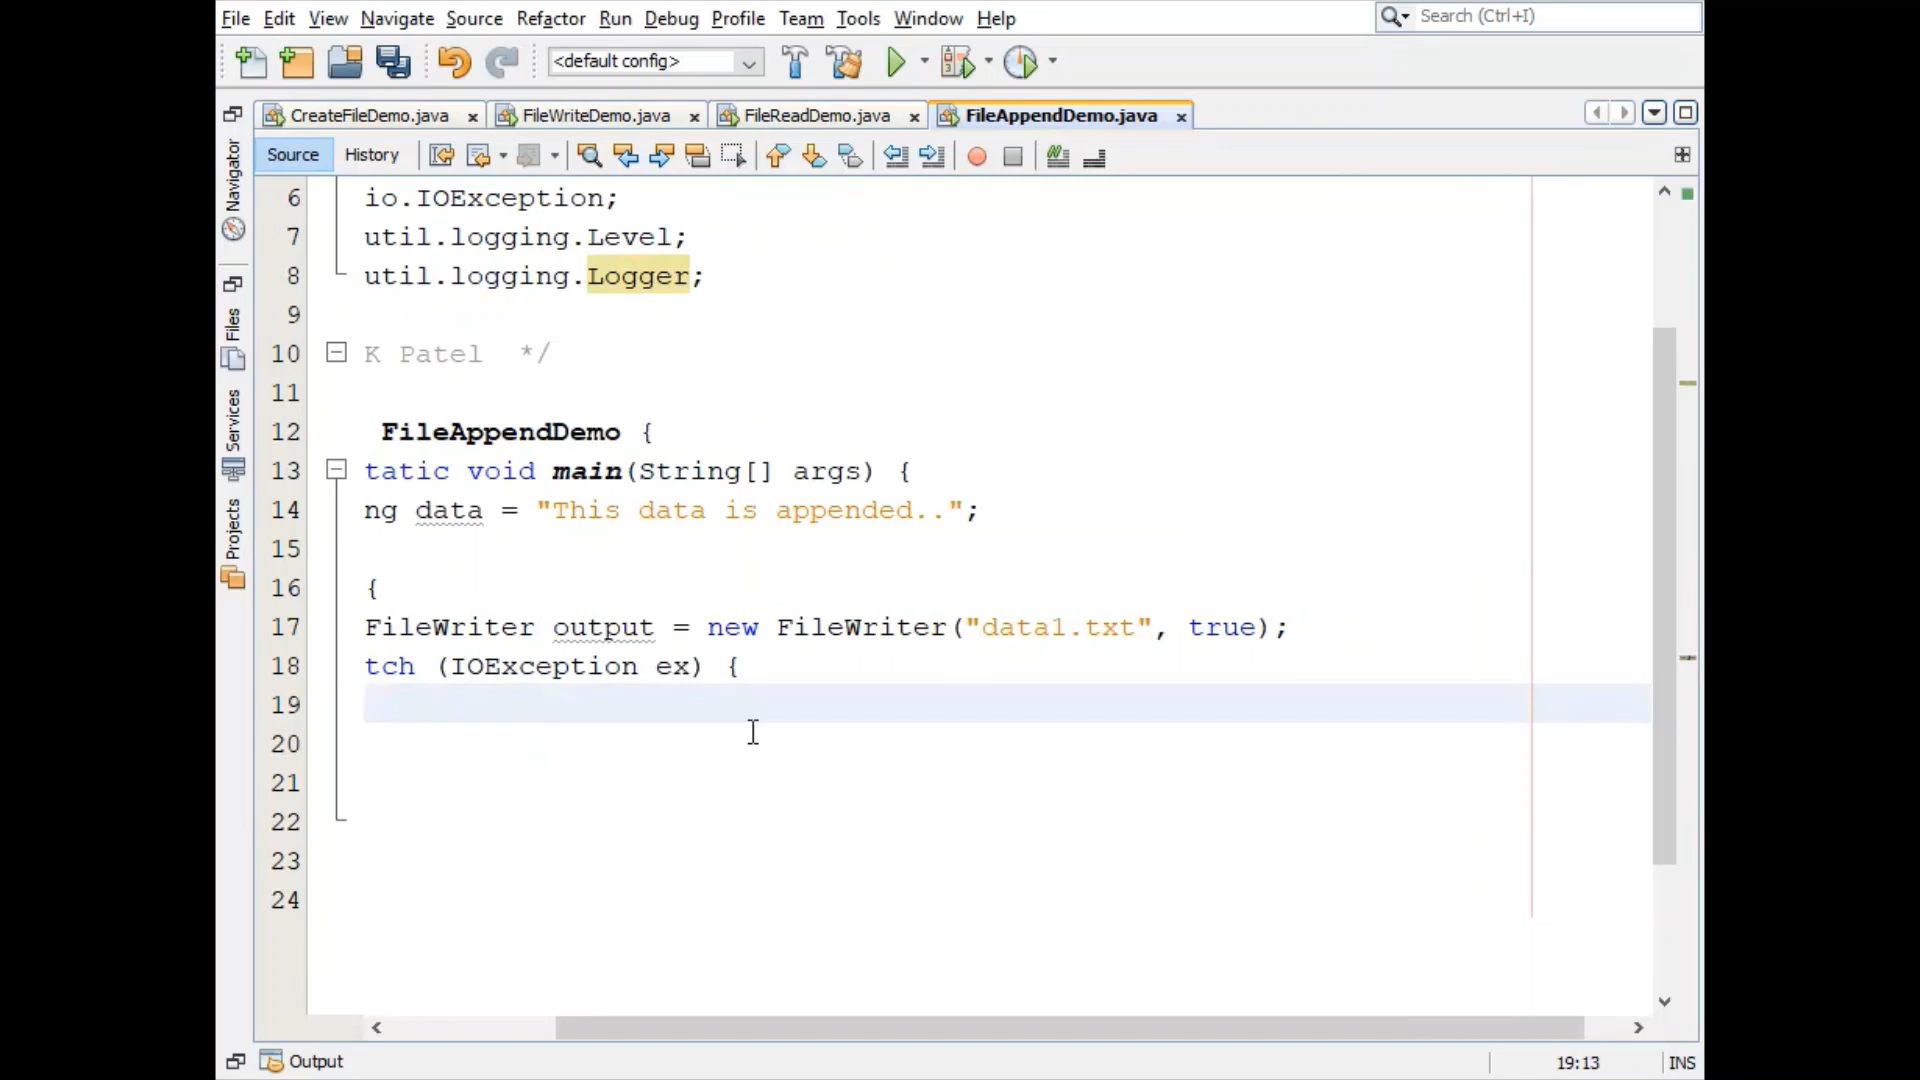 File Edit View Navigate Source Refactor Run Debug Profile Team Tools Window Help Search (Ctrl+I)
<default config>
CreateFileDemo.java FileWriteDemo.java FileReadDemo.java FileAppendDemo.java
Source History
Navigator
Files
Services
Projects
6 io.IOException;
7 util.logging.Level;
8 util.logging.Logger;
9
10 K Patel */
11
12 FileAppendDemo {
13 tatic void main(String[] args) {
14 ng data = "This data is appended..";
15
16 {
17 FileWriter output = new FileWriter("data1.txt", true);
18 tch (IOException ex) {
19
20
21
22
23
24
Output 19:13 INS